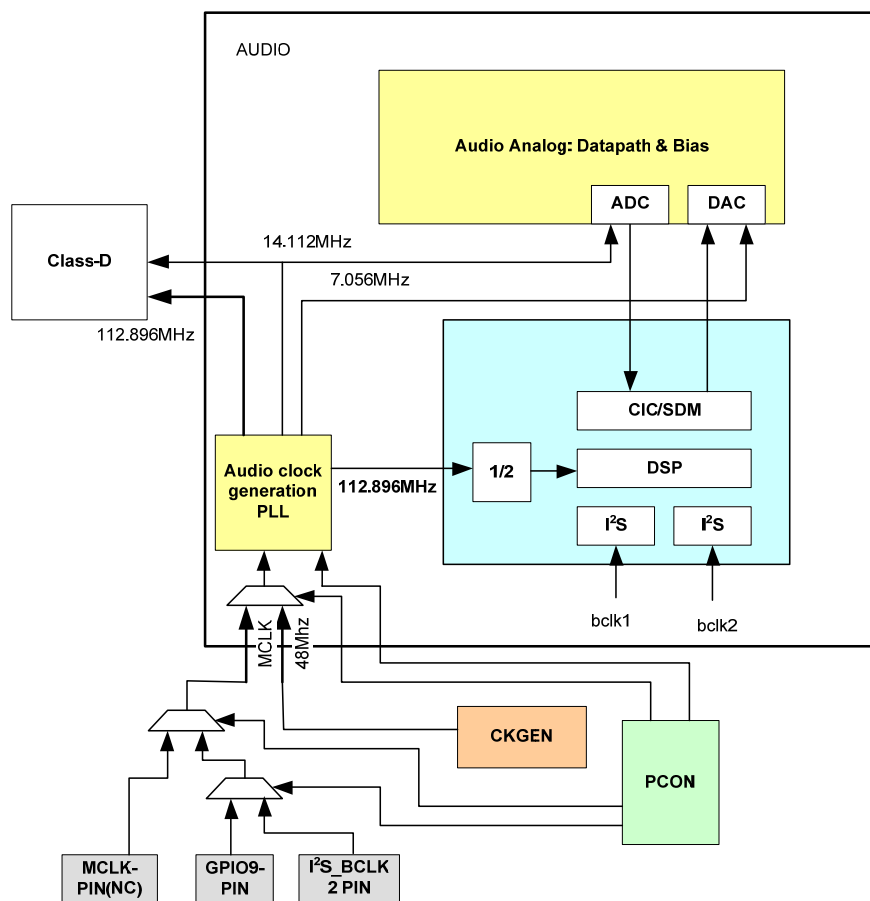 AUDIO
Audio Analog: Datapath & Bias
ADC
DAC
14.112MHz
Class-D
7.056MHz
112.896MHz
CIC/SDM
Audio clock
generation
PLL
112.896MHz
1/2
DSP
I²S
I²S
bclk1
bclk2
MCLK
48Mhz
CKGEN
PCON
MCLK-
PIN(NC)
GPIO9-
PIN
I²S_BCLK
2 PIN